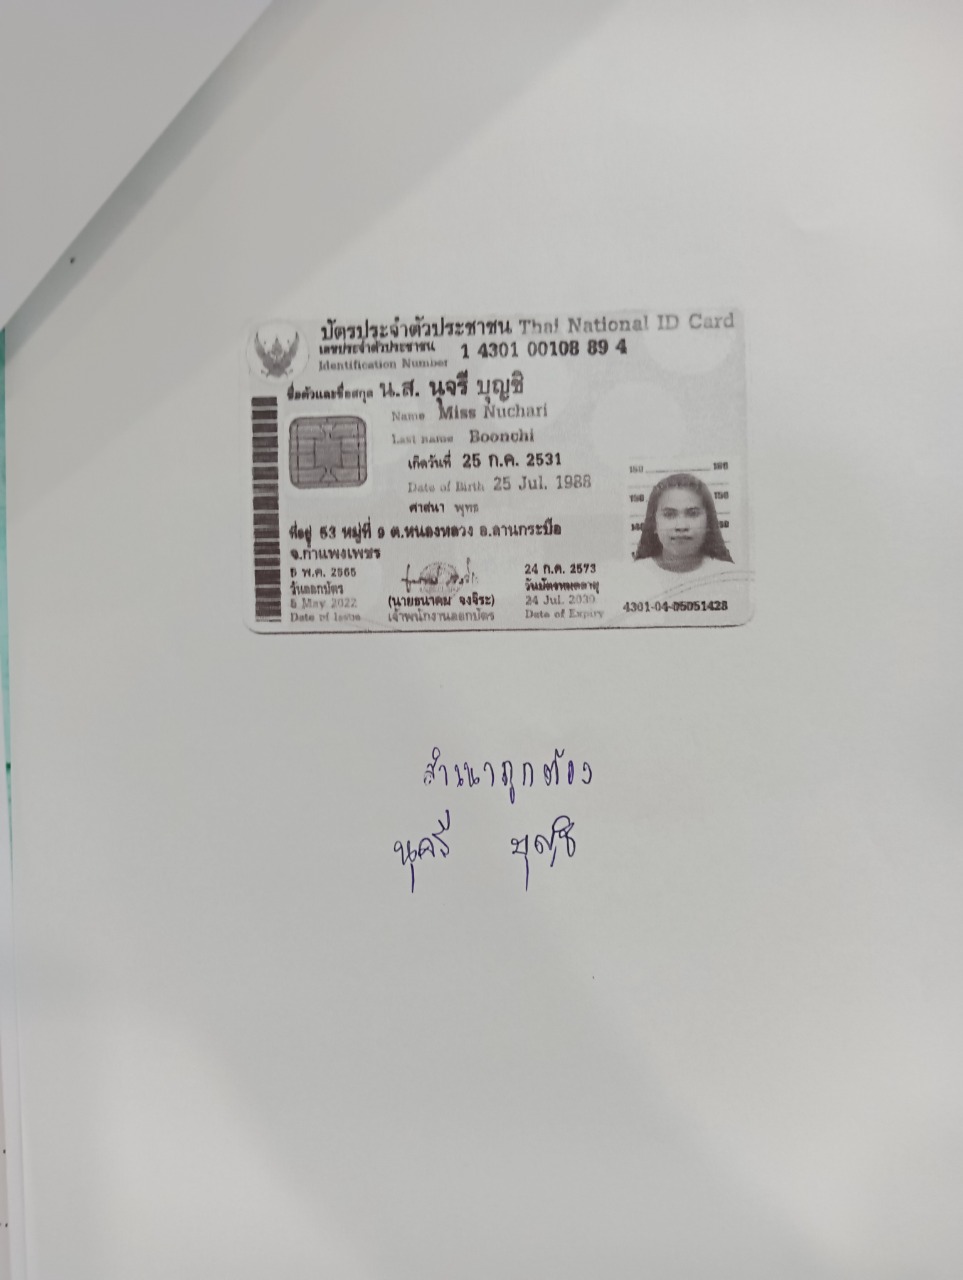 บัตรประจำตัวประชาชน Thai National ID Card
เลขประจำตัวประชาชน 1 4301 00108 89 4
Identification Number
ชื่อตัวและชื่อสกุล น.ส. นุจรี บุญชิ
Name Miss Nuchari
Last name Boonchi
เกิดวันที่ 25 ก.ค. 2531
Date of Birth 25 Jul. 1988
ศาสนา พุทธ
ที่อยู่ 53 หมู่ที่ 9 ต.หนองหลวง อ.ลานกระบือ
จ.กำแพงเพชร
5 พ.ค. 2565
วันออกบัตร
5 May 2022
Date of Issue
(นายธนาคม จงจิระ)
เจ้าพนักงานออกบัตร
24 ก.ค. 2573
วันบัตรหมดอายุ
24 Jul. 2030
Date of Expiry
160 160
150 150
4301-04-05051428
สำเนาถูกต้อง
นุจรี บุญชิ